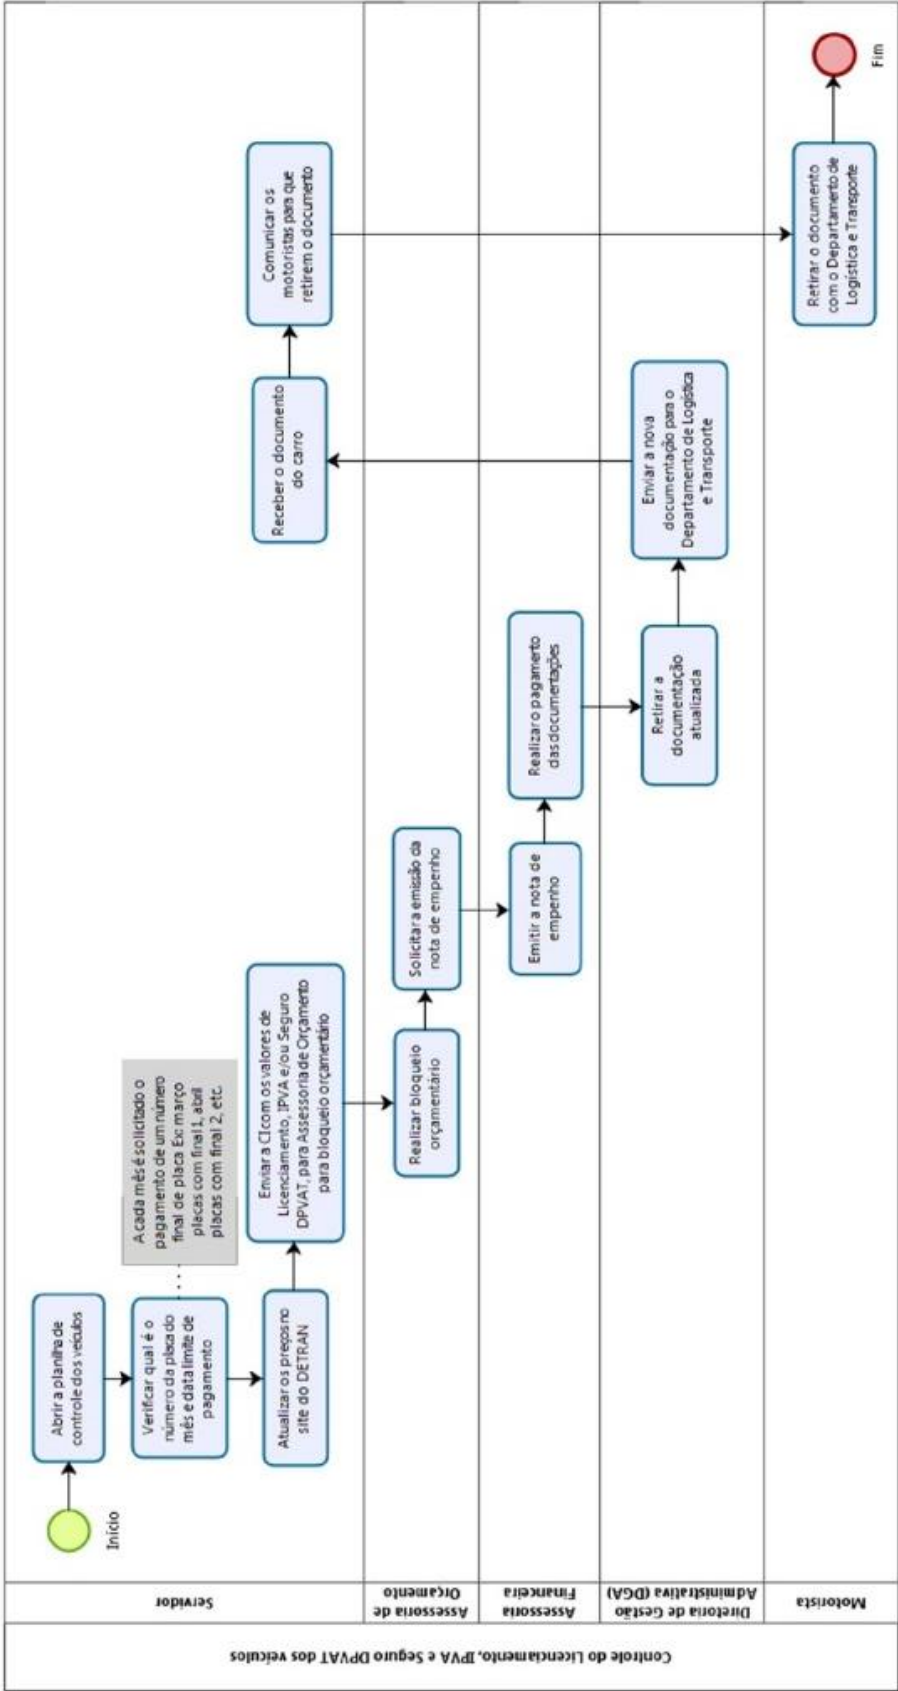 Controle do Licenciamento, IPVA e Seguro DPVAT dos veículos
Servidor
Início
Abrir a planilha de
controle dos veículos
Verificar qual é o
número da placa do
mês e data limite de
pagamento
A cada mês é solicitado o
pagamento de um número
final de placa Ex: março
placas com final 1, abril
placas com final 2, etc.
Atualizar os preços no
site do DETRAN
Enviar a CI com os valores de
Licenciamento, IPVA e/ou Seguro
DPVAT, para Assessoria de Orçamento
para bloqueio orçamentário
Receber o documento
do carro
Comunicar os
motoristas para que
retirem o documento
Assessoria de
Orçamento
Realizar bloqueio
orçamentário
Solicitar a emissão da
nota de empenho
Assessoria
Financeira
Emitir a nota de
empenho
Realizar o pagamento
das documentações
Diretoria de Gestão
Administrativa (DGA)
Retirar a
documentação
atualizada
Enviar a nova
documentação para o
Departamento de Logística
e Transporte
Motorista
Retirar o documento
com o Departamento de
Logística e Transporte
Fim